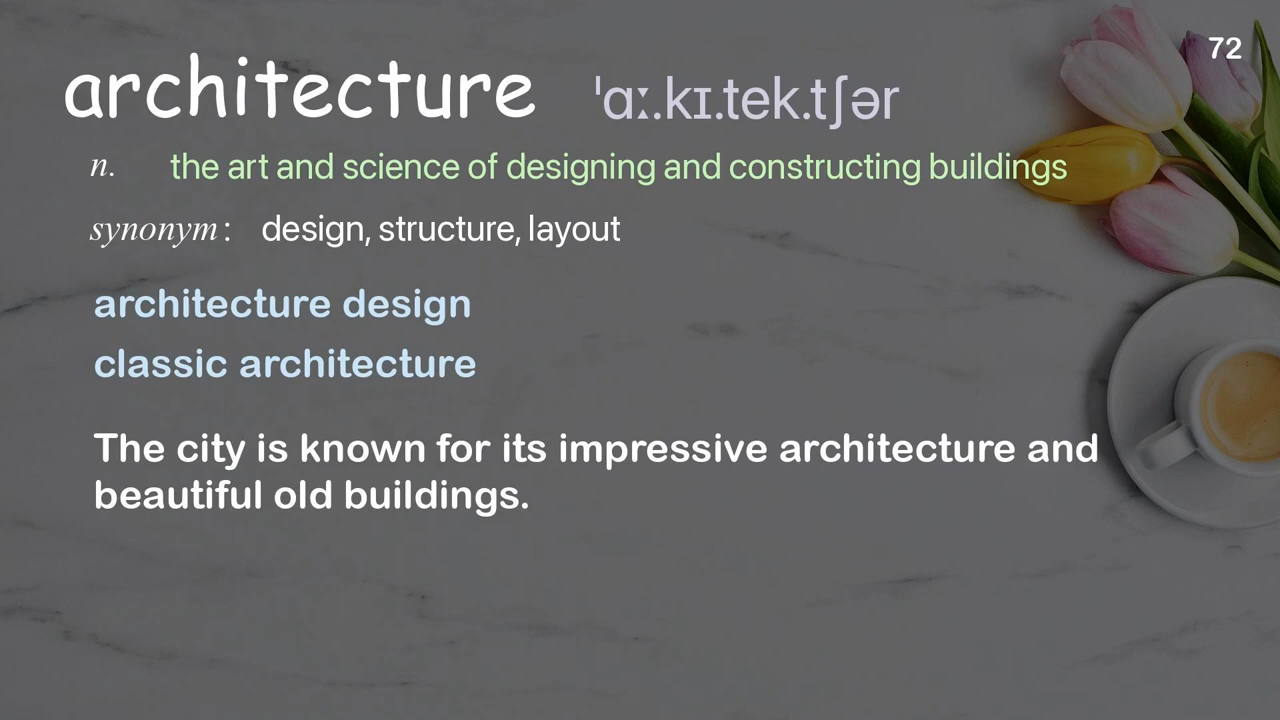 72
architecture ˈɑː.kɪ.tek.tʃər
n. the art and science of designing and constructing buildings
synonym: design, structure, layout
architecture design
classic architecture
The city is known for its impressive architecture and
beautiful old buildings.